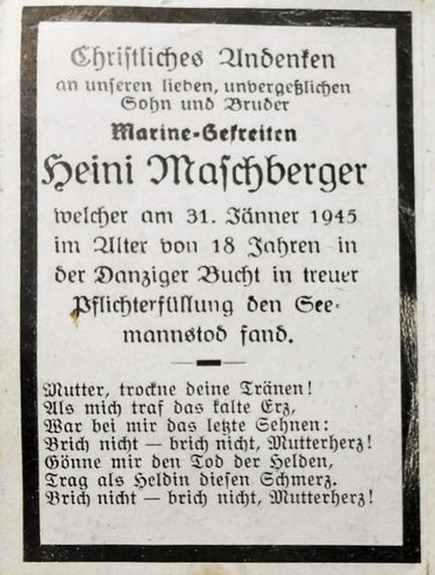 Christliches Andenken
an unseren lieben, unvergeßlichen
Sohn und Bruder
Marine-Gefreiten
Heini Maschberger
welcher am 31. Jänner 1945
im Alter von 18 Jahren in
der Danziger Bucht in treuer
Pflichterfüllung den See-
mannstod fand.
Mutter, trockne deine Tränen!
Als mich traf das kalte Erz,
War bei mir das letzte Sehnen:
Brich nicht — brich nicht, Mutterherz!
Gönne mir den Tod der Helden,
Trag als Heldin diesen Schmerz.
Brich nicht — brich nicht, Mutterherz!